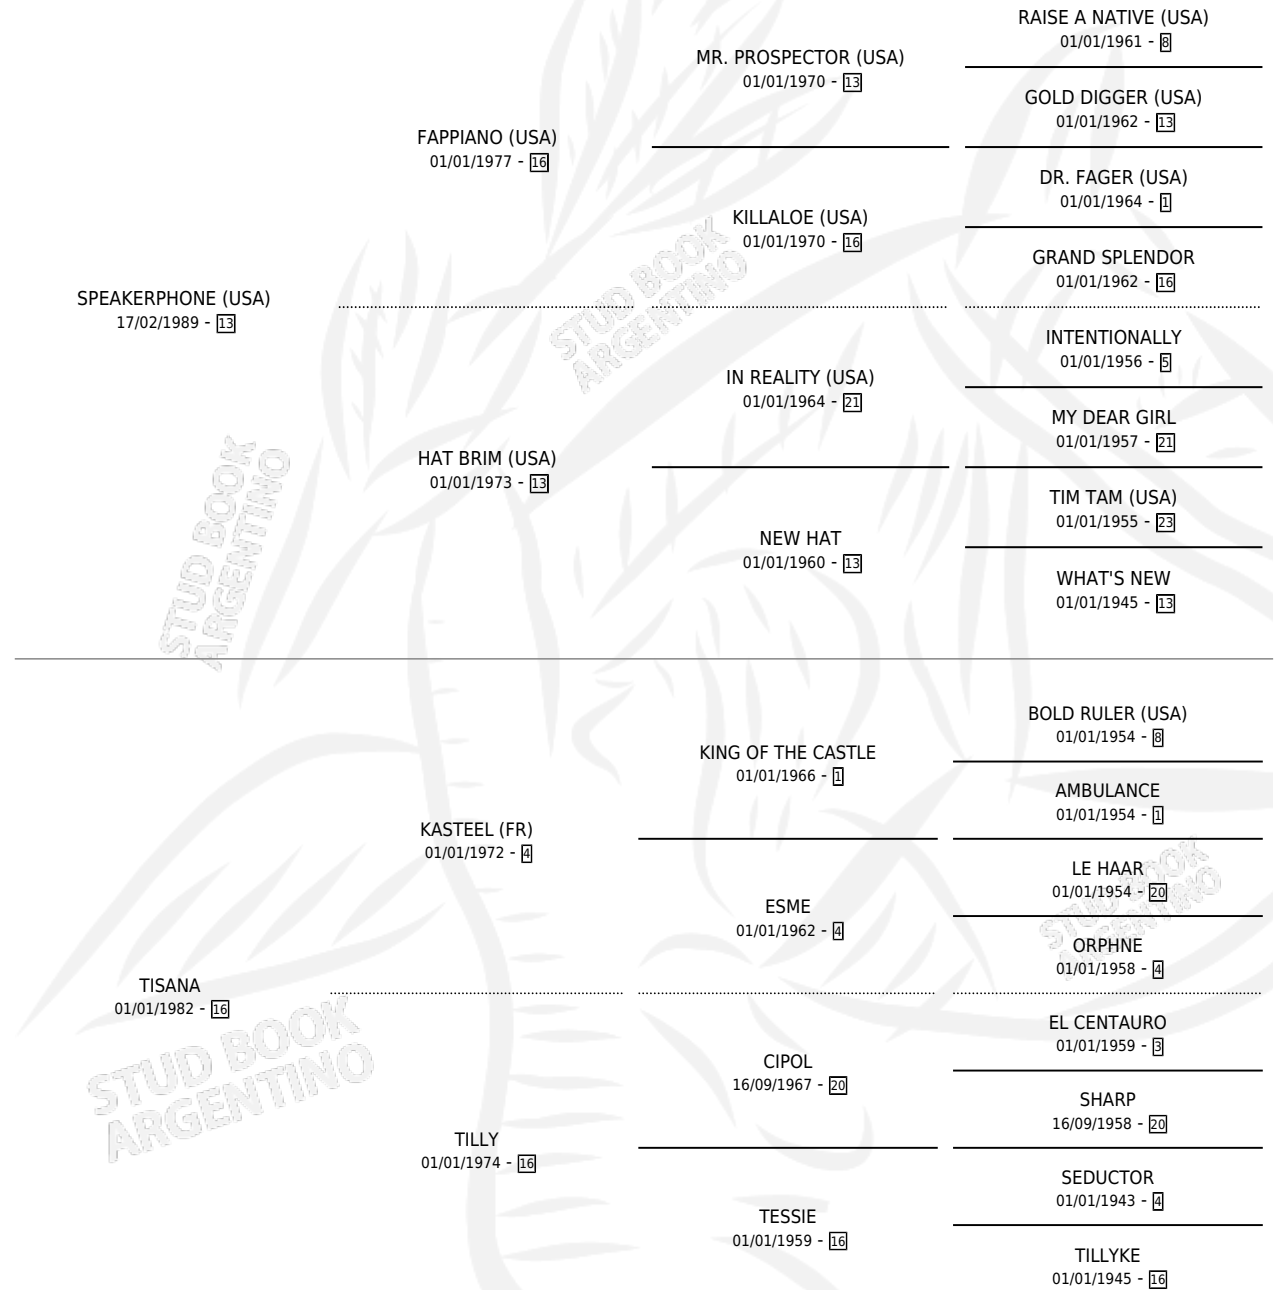 RAISE A NATIVE (USA)
01/01/1961 - 8
MR. PROSPECTOR (USA)
01/01/1970 - 13
GOLD DIGGER (USA)
01/01/1962 - 13
FAPPIANO (USA)
01/01/1977 - 16
DR. FAGER (USA)
01/01/1964 - 1
KILLALOE (USA)
01/01/1970 - 16
GRAND SPLENDOR
01/01/1962 - 16
SPEAKERPHONE (USA)
17/02/1989 - 13
INTENTIONALLY
01/01/1956 - 5
IN REALITY (USA)
01/01/1964 - 21
MY DEAR GIRL
01/01/1957 - 21
HAT BRIM (USA)
01/01/1973 - 13
TIM TAM (USA)
01/01/1955 - 23
NEW HAT
01/01/1960 - 13
WHAT'S NEW
01/01/1945 - 13
BOLD RULER (USA)
01/01/1954 - 8
KING OF THE CASTLE
01/01/1966 - 1
AMBULANCE
01/01/1954 - 1
KASTEEL (FR)
01/01/1972 - 4
LE HAAR
01/01/1954 - 20
ESME
01/01/1962 - 4
ORPHNE
01/01/1958 - 4
TISANA
01/01/1982 - 16
EL CENTAURO
01/01/1959 - 3
CIPOL
16/09/1967 - 20
SHARP
16/09/1958 - 20
TILLY
01/01/1974 - 16
SEDUCTOR
01/01/1943 - 4
TESSIE
01/01/1959 - 16
TILLYKE
01/01/1945 - 16
STUD BOOK
ARGENTINO
STUD BOOK
ARGENTINO
STUD BOOK
ARGENTINO
STUD BOOK
ARGENTINO